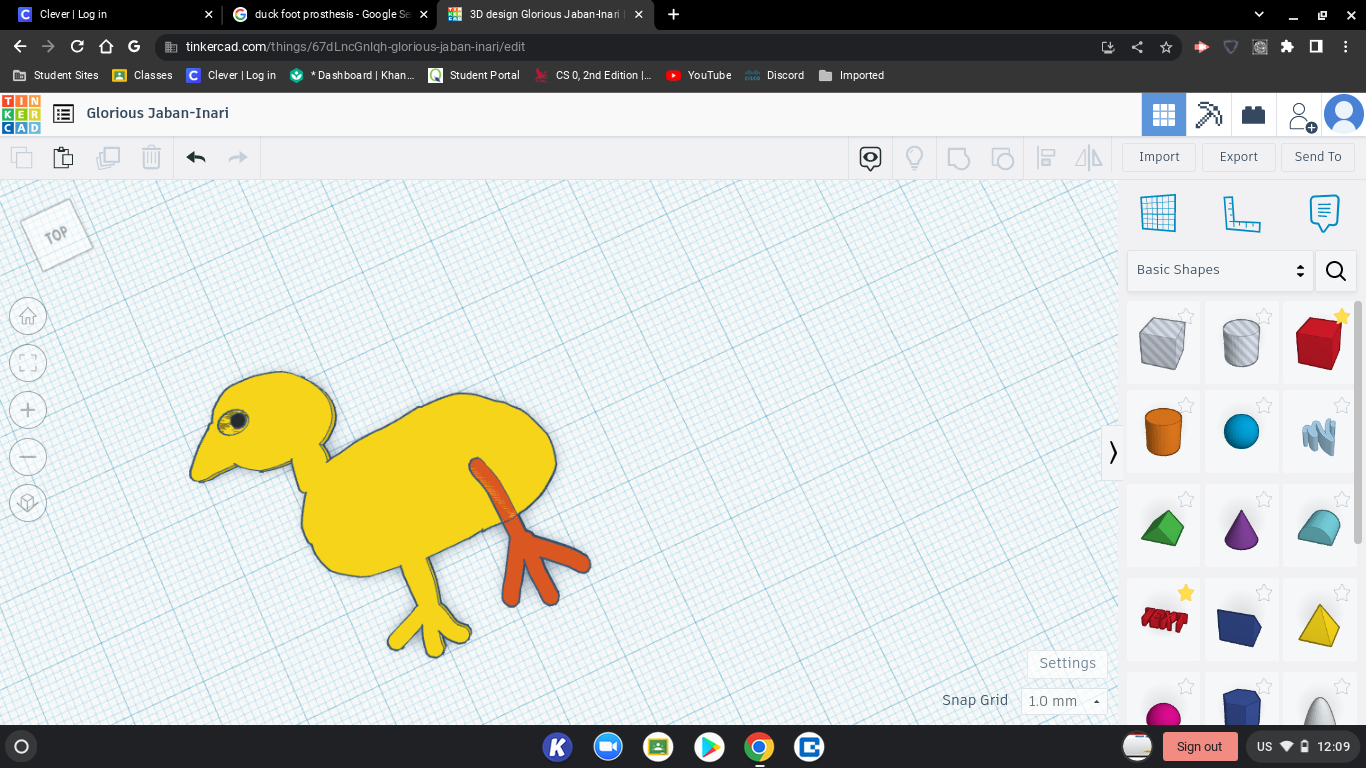 Clever | Log in
duck foot prosthesis - Google Se
3D design Glorious Jaban-Inari |
tinkercad.com/things/67dLncGnIqh-glorious-jaban-inari/edit
Student Sites
Classes
Clever | Log in
* Dashboard | Khan…
Student Portal
CS 0, 2nd Edition |…
YouTube
Discord
Imported
TIN
KER
CAD
Glorious Jaban-Inari
Import
Export
Send To
TOP
Basic Shapes
TEXT
Settings
Snap Grid
1.0 mm
Sign out
US
12:09